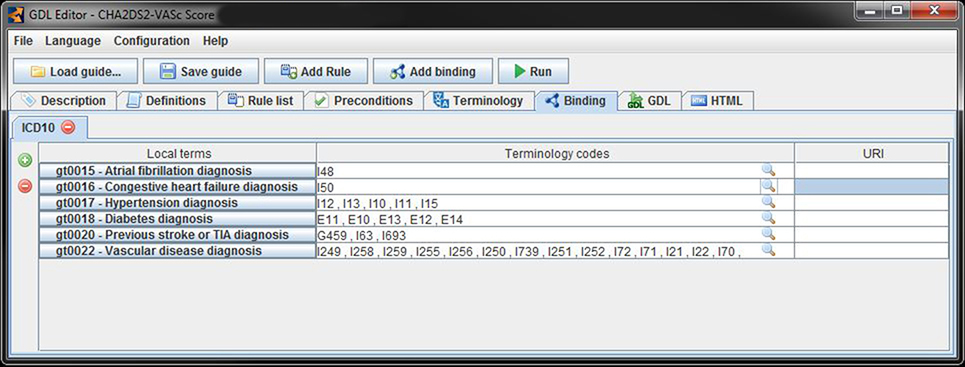 GDL Editor - CHA2DS2-VASc Score
File Language Configuration Help
Load guide... Save guide Add Rule Add binding Run
Description Definitions Rule list Preconditions Terminology Binding GDL HTML
ICD10
Local terms Terminology codes URI
gt0015 - Atrial fibrillation diagnosis I48
gt0016 - Congestive heart failure diagnosis I50
gt0017 - Hypertension diagnosis I12 , I13 , I10 , I11 , I15
gt0018 - Diabetes diagnosis E11 , E10 , E13 , E12 , E14
gt0020 - Previous stroke or TIA diagnosis G459 , I63 , I693
gt0022 - Vascular disease diagnosis I249 , I258 , I259 , I255 , I256 , I250 , I739 , I251 , I252 , I72 , I71 , I21 , I22 , I70 ,